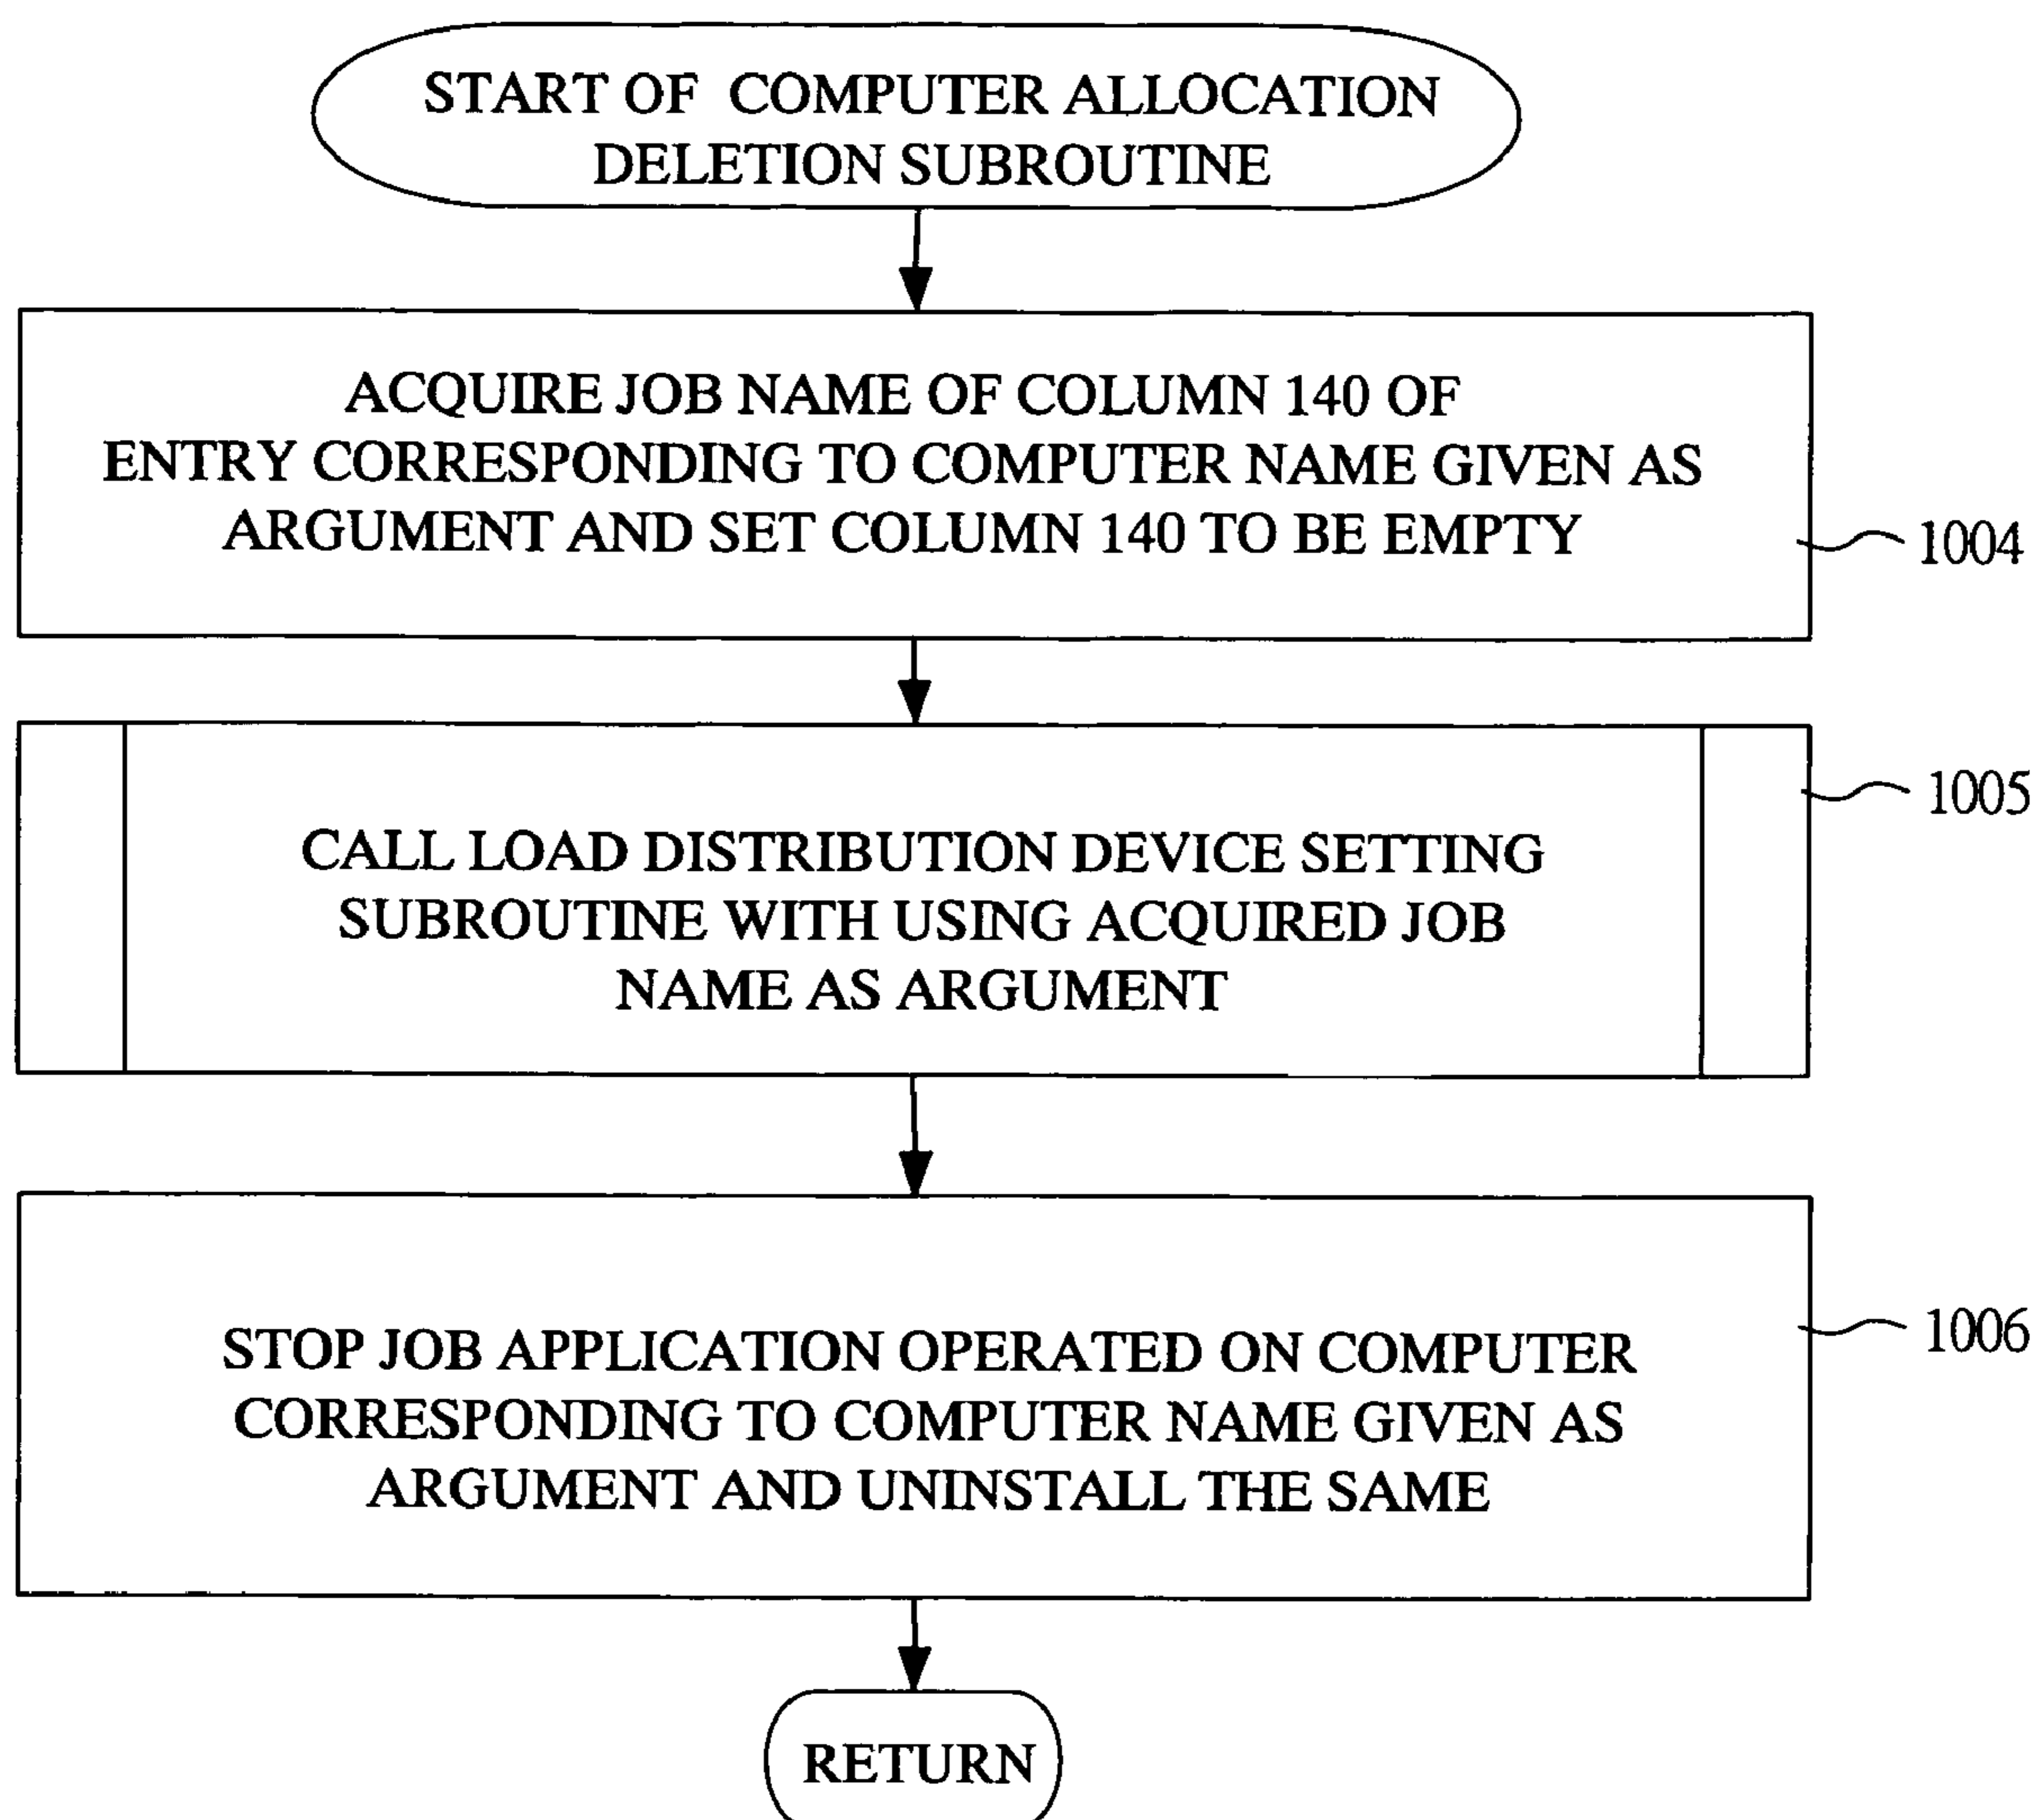 START OF COMPUTER ALLOCATION
DELETION SUBROUTINE
ACQUIRE JOB NAME OF COLUMN 140 OF
ENTRY CORRESPONDING TO COMPUTER NAME GIVEN AS
ARGUMENT AND SET COLUMN 140 TO BE EMPTY
1004
1005
CALL LOAD DISTRIBUTION DEVICE SETTING
SUBROUTINE WITH USING ACQUIRED JOB
NAME AS ARGUMENT
1006
STOP JOB APPLICATION OPERATED ON COMPUTER
CORRESPONDING TO COMPUTER NAME GIVEN AS
ARGUMENT AND UNINSTALL THE SAME
RETURN